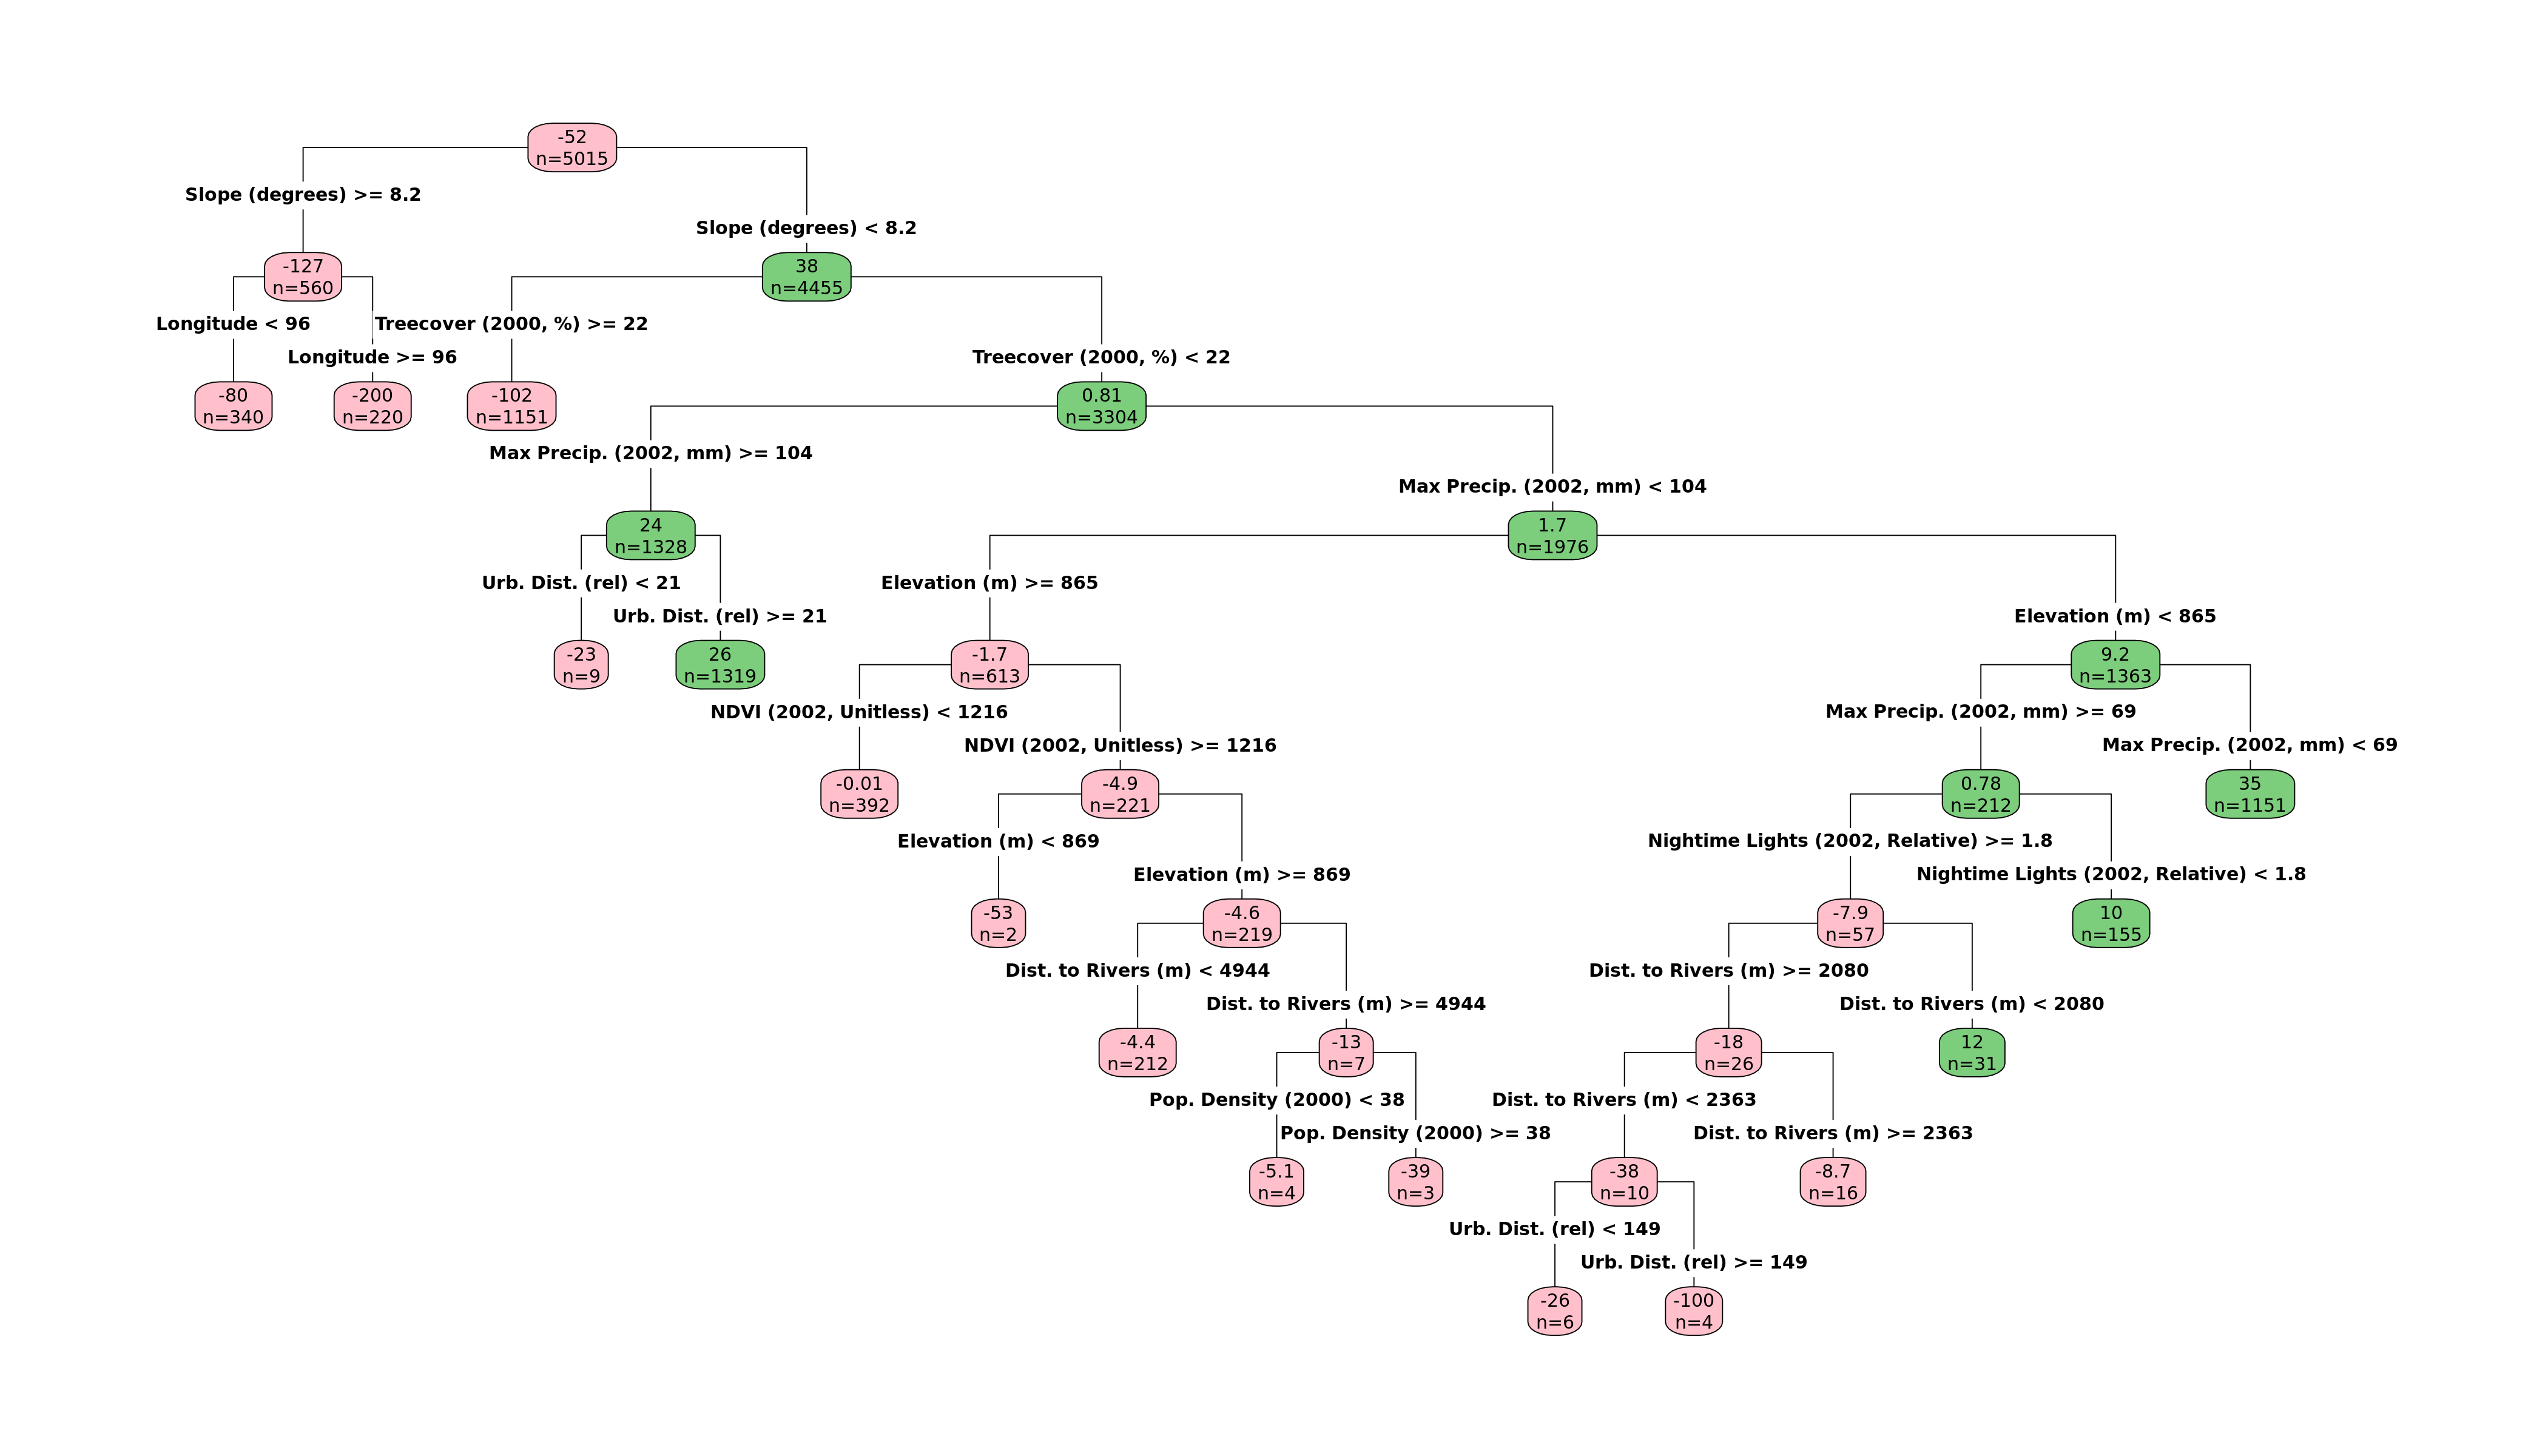 -52
n=5015
Slope (degrees) >= 8.2
Slope (degrees) < 8.2
-127
n=560
38
n=4455
Longitude < 96
Treecover (2000, %) >= 22
Longitude >= 96
Treecover (2000, %) < 22
-80
n=340
-200
n=220
-102
n=1151
0.81
n=3304
Max Precip. (2002, mm) >= 104
Max Precip. (2002, mm) < 104
24
n=1328
1.7
n=1976
Urb. Dist. (rel) < 21
Elevation (m) >= 865
Urb. Dist. (rel) >= 21
Elevation (m) < 865
-23
n=9
26
n=1319
-1.7
n=613
9.2
n=1363
NDVI (2002, Unitless) < 1216
Max Precip. (2002, mm) >= 69
NDVI (2002, Unitless) >= 1216
Max Precip. (2002, mm) < 69
-0.01
n=392
-4.9
n=221
0.78
n=212
35
n=1151
Elevation (m) < 869
Nightime Lights (2002, Relative) >= 1.8
Elevation (m) >= 869
Nightime Lights (2002, Relative) < 1.8
-53
n=2
-4.6
n=219
-7.9
n=57
10
n=155
Dist. to Rivers (m) < 4944
Dist. to Rivers (m) >= 2080
Dist. to Rivers (m) >= 4944
Dist. to Rivers (m) < 2080
-4.4
n=212
-13
n=7
-18
n=26
12
n=31
Pop. Density (2000) < 38
Dist. to Rivers (m) < 2363
Pop. Density (2000) >= 38
Dist. to Rivers (m) >= 2363
-5.1
n=4
-39
n=3
-38
n=10
-8.7
n=16
Urb. Dist. (rel) < 149
Urb. Dist. (rel) >= 149
-26
n=6
-100
n=4